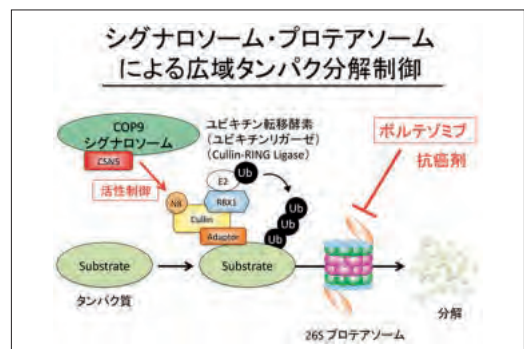 シグナロソーム・プロテアソーム
による広域タンパク分解制御
COP9
シグナロソーム
CSN5
活性制御
ユビキチン転移酵素
(ユビキチンリガーゼ)
(Cullin-RING Ligase)
E2
Ub
N8
RBX1
Cullin
Adaptor
Ub
Ub
Ub
ボルテゾミブ
抗癌剤
Substrate
タンパク質
Substrate
26S プロテアソーム
分解